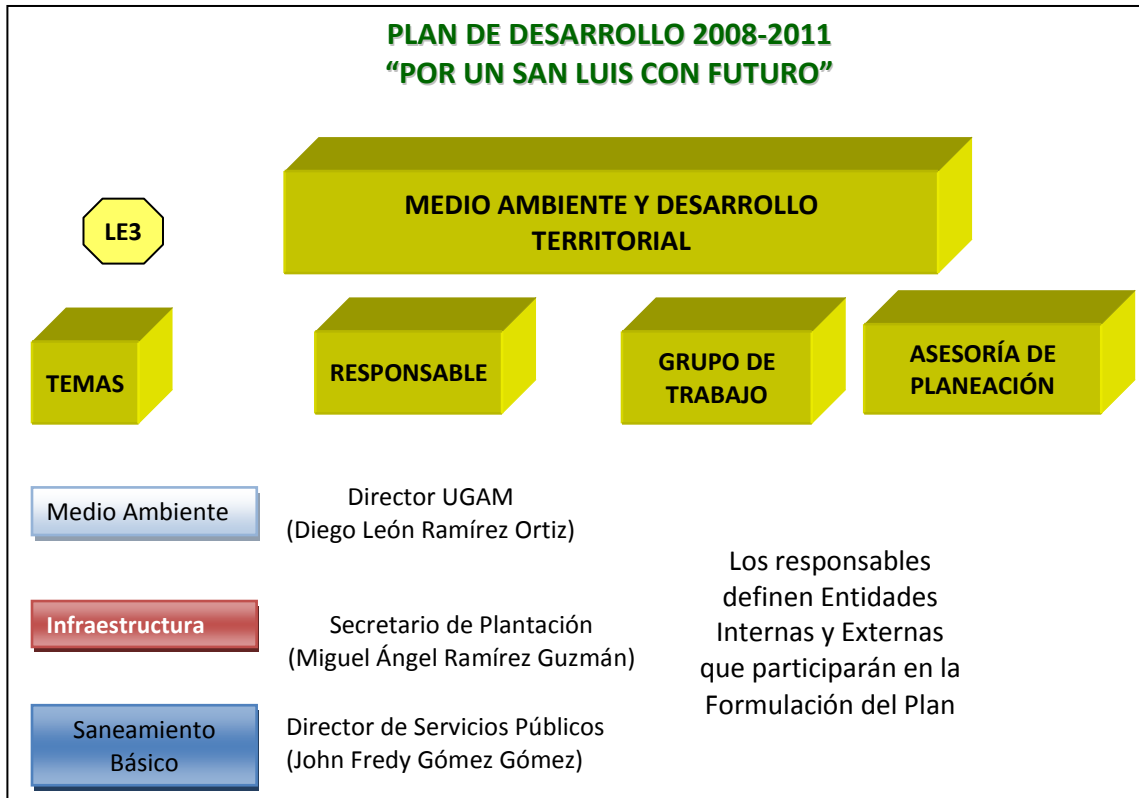 PLAN DE DESARROLLO 2008-2011
“POR UN SAN LUIS CON FUTURO”
LE3
MEDIO AMBIENTE Y DESARROLLO
TERRITORIAL
TEMAS
RESPONSABLE
GRUPO DE
TRABAJO
ASESORÍA DE
PLANEACIÓN
Medio Ambiente
Director UGAM
(Diego León Ramírez Ortiz)
Infraestructura
Secretario de Plantación
(Miguel Ángel Ramírez Guzmán)
Saneamiento
Básico
Director de Servicios Públicos
(John Fredy Gómez Gómez)
Los responsables
definen Entidades
Internas y Externas
que participarán en la
Formulación del Plan